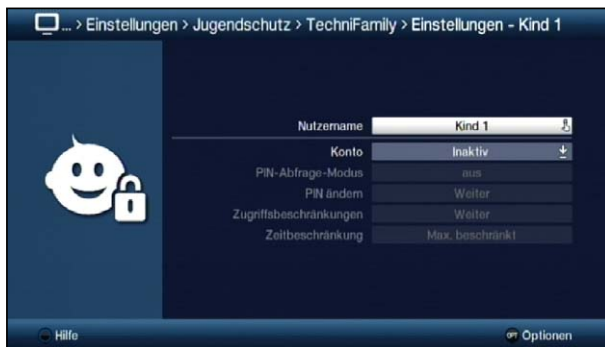 ... > Einstellungen > Jugendschutz > TechniFamily > Einstellungen - Kind 1
Nutzername Kind 1
Konto Inaktiv
PIN-Abfrage-Modus aus
PIN ändern Weiter
Zugriffsbeschränkungen Weiter
Zeitbeschränkung Max. beschränkt
Hilfe OPT Optionen